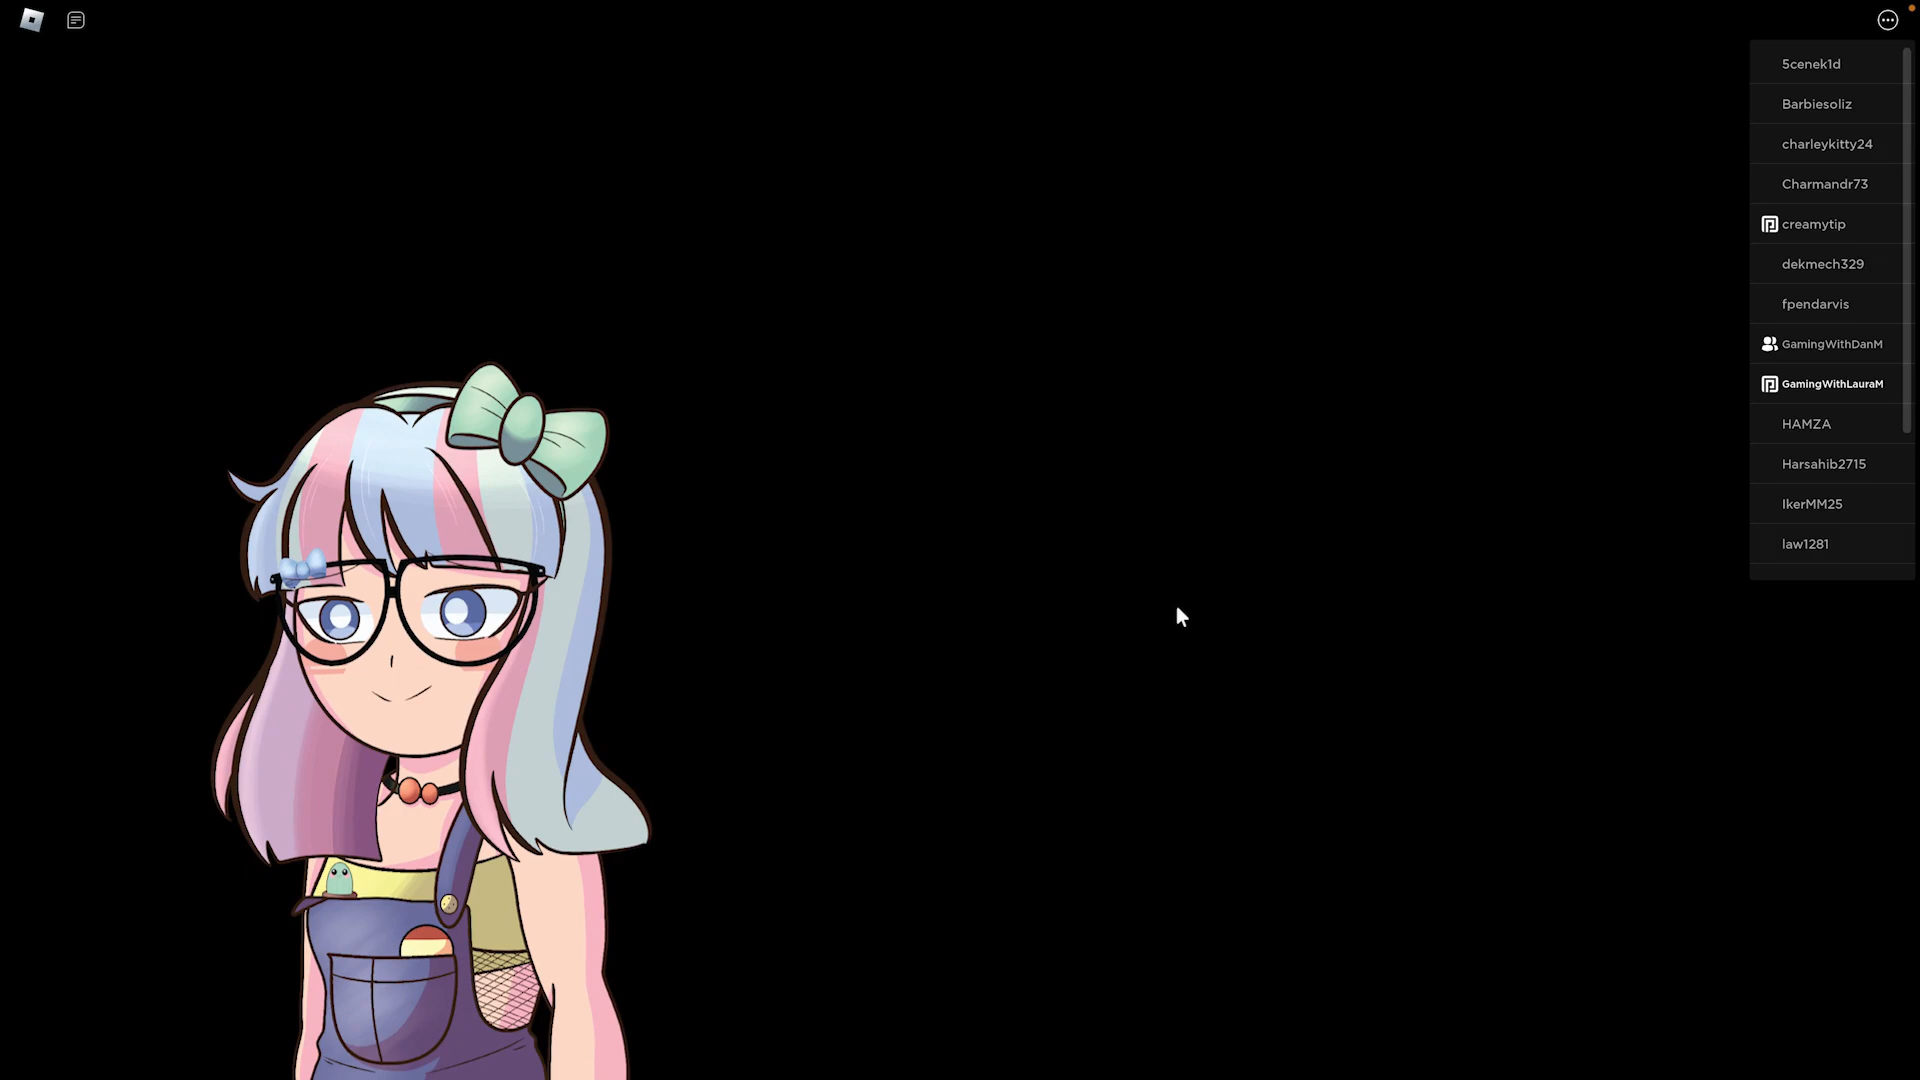 5cenek1d
Barbiesoliz
charleykitty24
Charmandr73
creamytip
dekmech329
fpendarvis
GamingWithDanM
GamingWithLauraM
HAMZA
Harsahib2715
IkerMM25
law1281